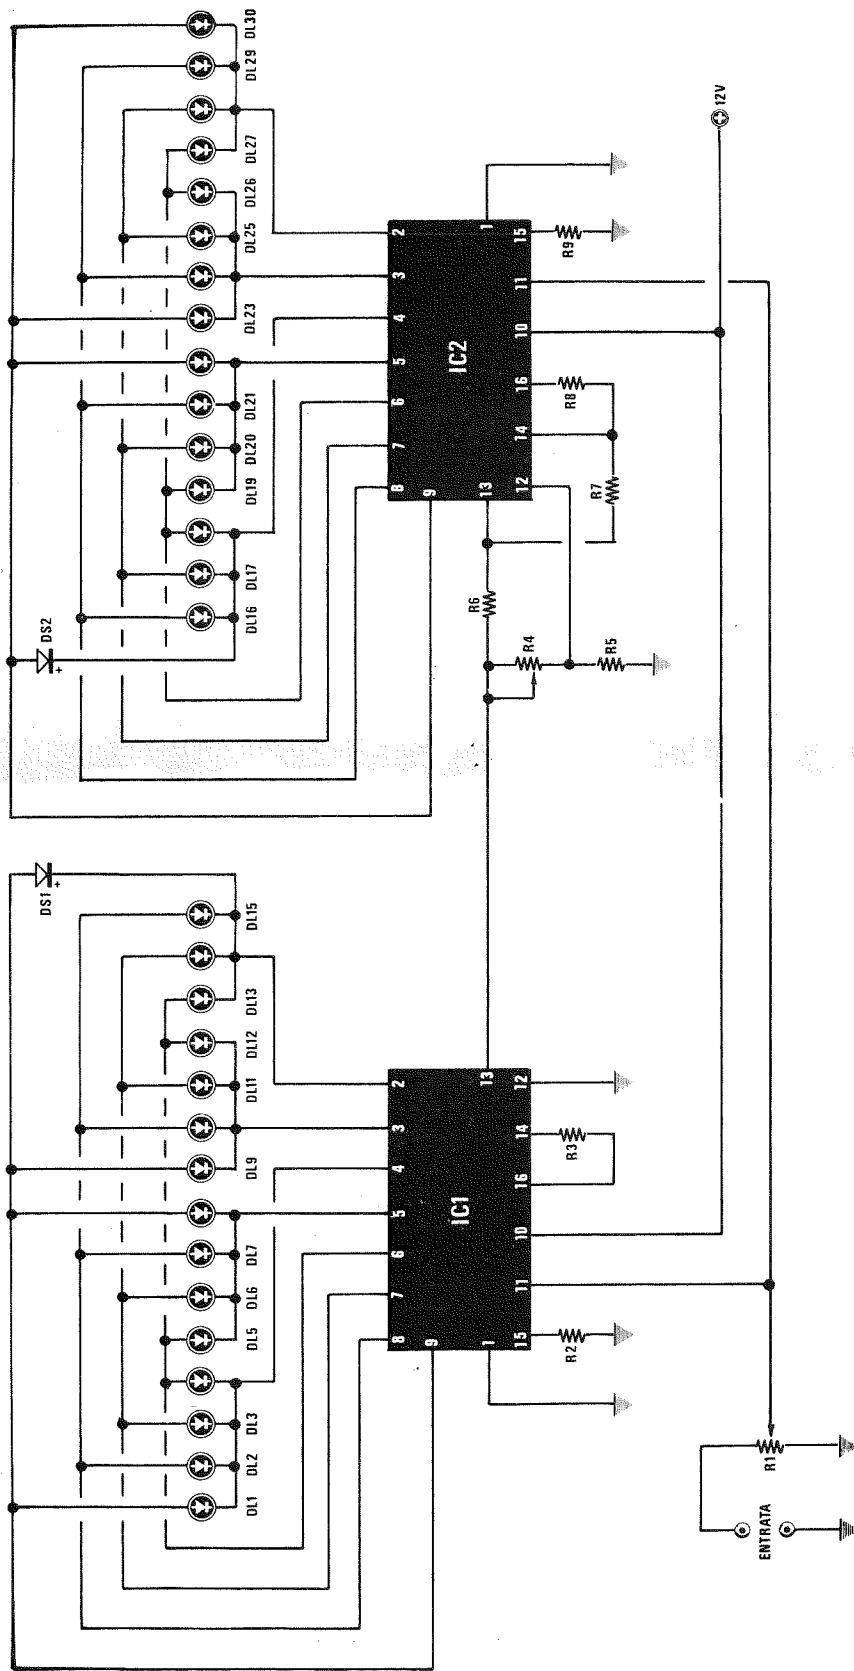 DL1
DL2
DL3
DL5
DL6
DL7
DL9
DL11
DL12
DL13
DL15
DS1
+
DS2
+
DL16
DL17
DL19
DL20
DL21
DL23
DL25
DL26
DL27
DL29
DL30
IC1
9
8
7
6
5
4
3
2
1
15
11
10
16
14
12
13
R2
R3
IC2
9
8
7
6
5
4
3
2
13
12
14
16
10
11
15
1
R6
R4
R5
R7
R8
R9
ENTRATA
R1
12V